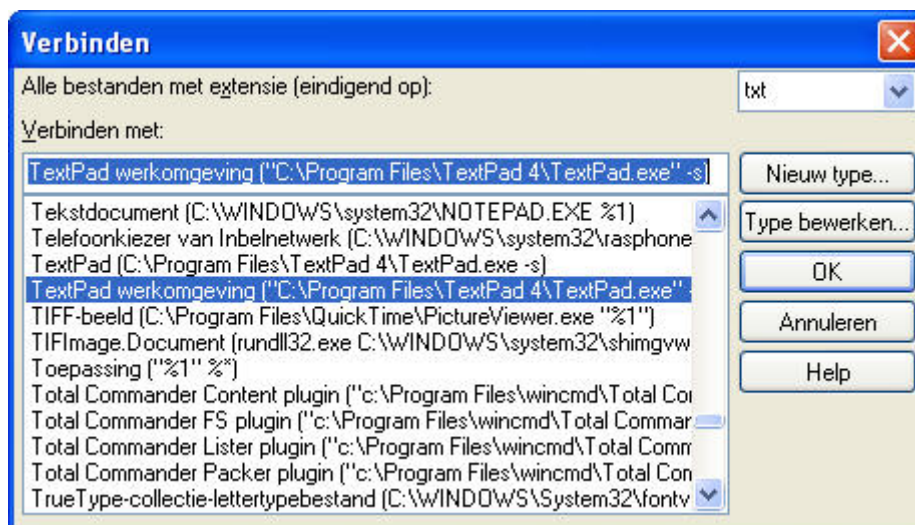 Verbinden
Alle bestanden met extensie (eindigend op):
txt
Verbinden met:
TextPad werkomgeving ("C:\Program Files\TextPad 4\TextPad.exe" -s)
Nieuw type...
Tekstdocument (C:\WINDOWS\system32\NOTEPAD.EXE %1)
Telefoonkiezer van Inbelnetwerk (C:\WINDOWS\system32\rasphone
TextPad (C:\Program Files\TextPad 4\TextPad.exe -s)
TextPad werkomgeving ("C:\Program Files\TextPad 4\TextPad.exe" -
TIFF-beeld (C:\Program Files\QuickTime\PictureViewer.exe "%1")
TIFImage.Document (rundll32.exe C:\WINDOWS\system32\shimgvw
Toepassing ("%1" %*)
Total Commander Content plugin ("c:\Program Files\wincmd\Total Cor
Total Commander FS plugin ("c:\Program Files\wincmd\Total Commar
Total Commander Lister plugin ("c:\Program Files\wincmd\Total Comm
Total Commander Packer plugin ("c:\Program Files\wincmd\Total Con
TrueType-collectie-lettertypebestand (C:\WINDOWS\System32\fontv
Type bewerken...
OK
Annuleren
Help